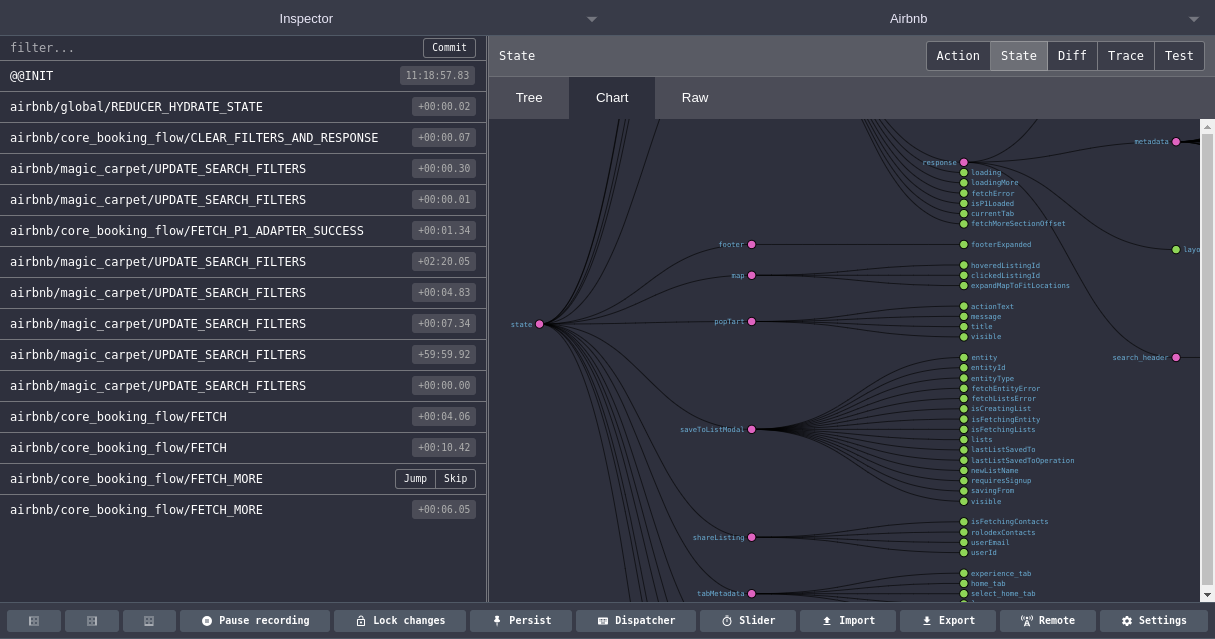 Inspector
Airbnb
filter...
Commit
@@INIT
11:18:57.83
airbnb/global/REDUCER_HYDRATE_STATE
+00:00.02
airbnb/core_booking_flow/CLEAR_FILTERS_AND_RESPONSE
+00:00.07
airbnb/magic_carpet/UPDATE_SEARCH_FILTERS
+00:00.30
airbnb/magic_carpet/UPDATE_SEARCH_FILTERS
+00:00.01
airbnb/core_booking_flow/FETCH_P1_ADAPTER_SUCCESS
+00:01.34
airbnb/magic_carpet/UPDATE_SEARCH_FILTERS
+02:20.05
airbnb/magic_carpet/UPDATE_SEARCH_FILTERS
+00:04.83
airbnb/magic_carpet/UPDATE_SEARCH_FILTERS
+00:07.34
airbnb/magic_carpet/UPDATE_SEARCH_FILTERS
+59:59.92
airbnb/magic_carpet/UPDATE_SEARCH_FILTERS
+00:00.00
airbnb/core_booking_flow/FETCH
+00:04.06
airbnb/core_booking_flow/FETCH
+00:10.42
airbnb/core_booking_flow/FETCH_MORE
Jump Skip
airbnb/core_booking_flow/FETCH_MORE
+00:06.05
State
Action State Diff Trace Test
Tree Chart Raw
state
footer
map
popTart
saveToListModal
shareListing
tabMetadata
response
loading
loadingMore
fetchError
isP1Loaded
currentTab
fetchMoreSectionOffset
footerExpanded
hoveredListingId
clickedListingId
expandMapToFitLocations
actionText
message
title
visible
entity
entityId
entityType
fetchEntityError
fetchListsError
isCreatingList
isFetchingEntity
isFetchingLists
lists
lastListSavedTo
lastListSavedToOperation
newListName
requiresSignup
savingFrom
visible
isFetchingContacts
rolodexContacts
userEmail
userId
experience_tab
home_tab
select_home_tab
metadata
layo
search_header
Pause recording
Lock changes
Persist
Dispatcher
Slider
Import
Export
Remote
Settings